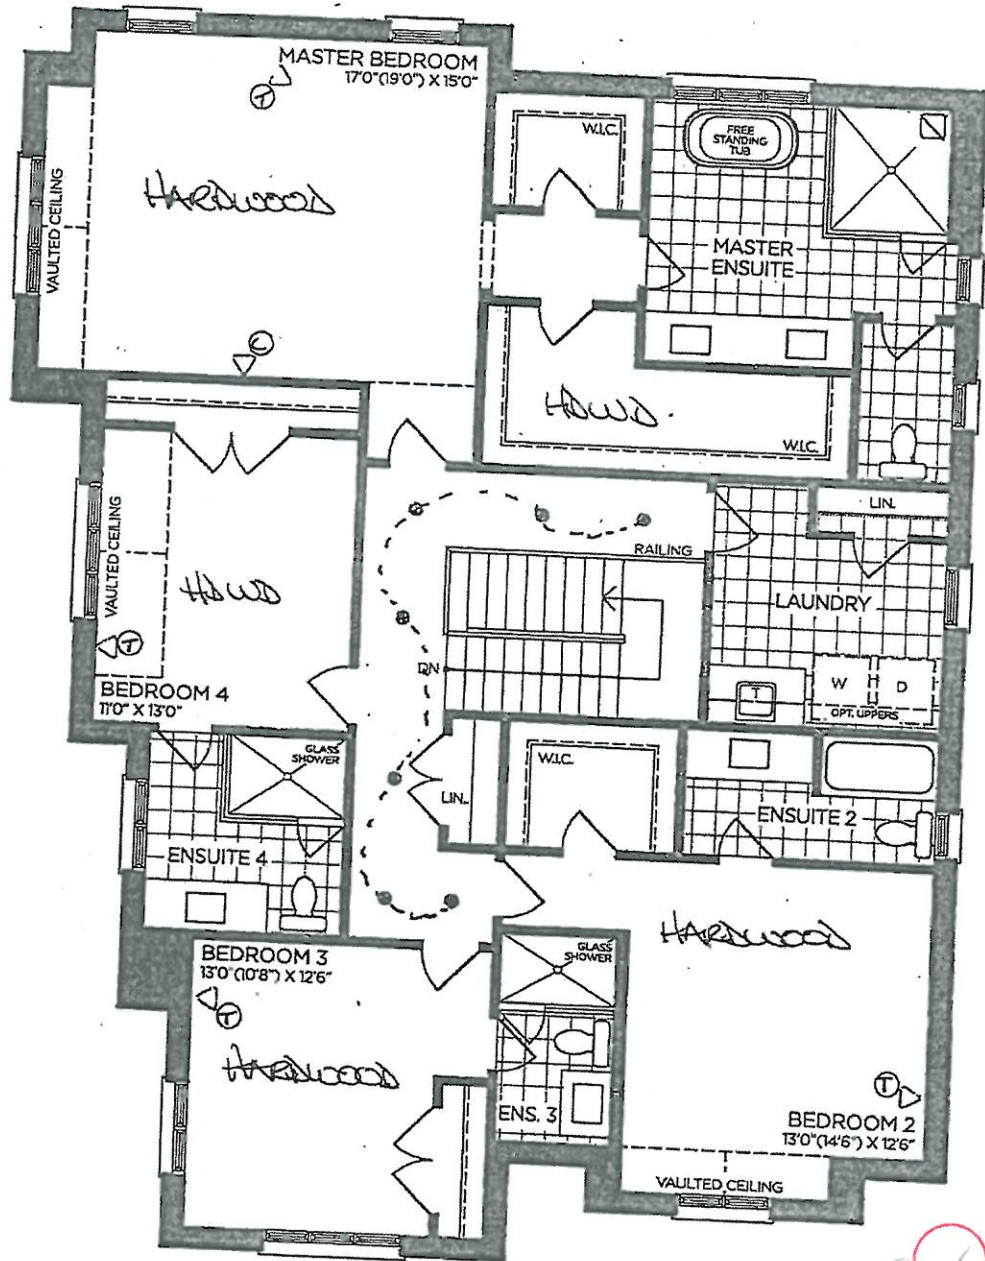 MASTER BEDROOM
17'0"(19'0") X 15'0"
T
W.I.C.
FREE
STANDING
TUB
HARDWOOD
VAULTED CEILING
MASTER
ENSUITE
C
HDWD.
W.I.C.
LIN.
RAILING
VAULTED CEILING
HDWD
LAUNDRY
T
DN
W
D
T
OPT. UPPERS
BEDROOM 4
11'0" X 13'0"
GLASS
SHOWER
W.I.C.
LIN.
ENSUITE 2
ENSUITE 4
HARDWOOD
BEDROOM 3
13'0"(10'8") X 12'6"
GLASS
SHOWER
T
HARDWOOD
T
ENS. 3
BEDROOM 2
13'0"(14'6") X 12'6"
VAULTED CEILING